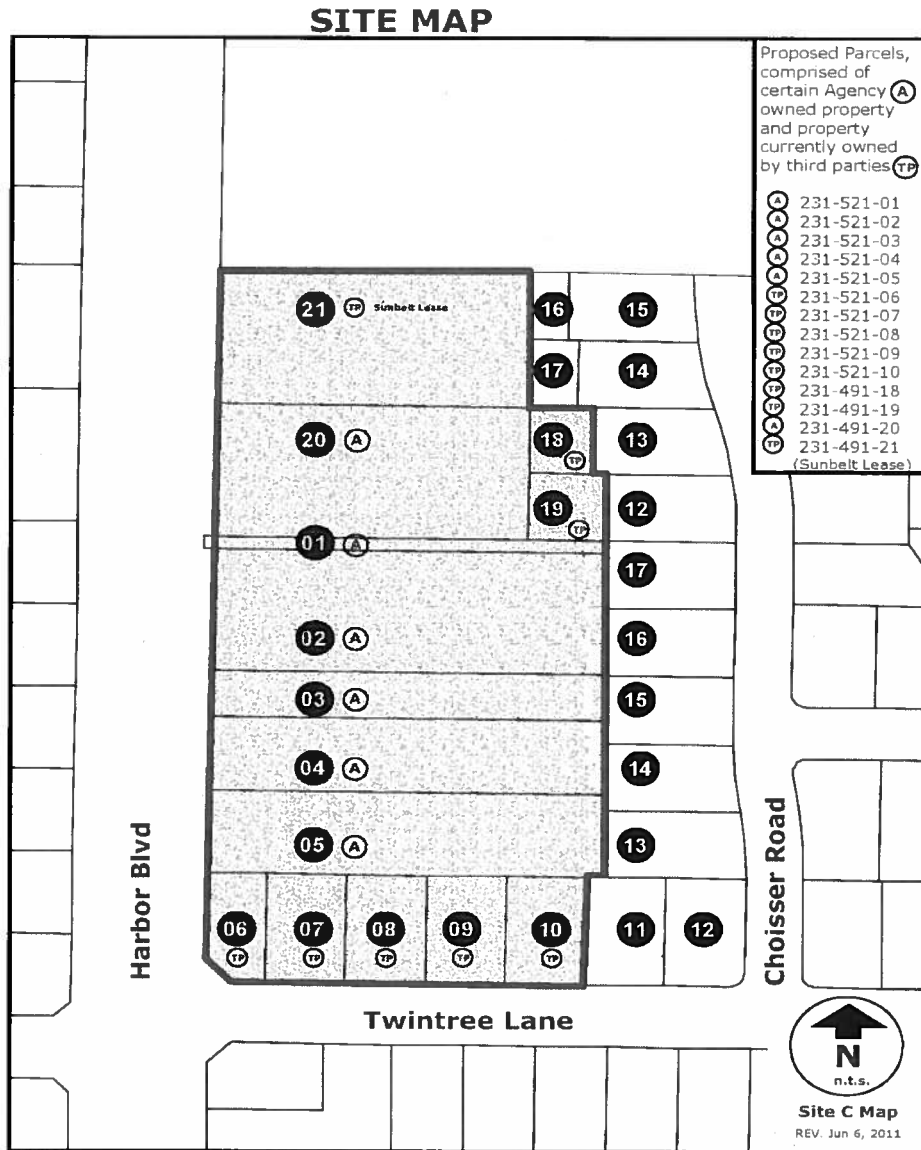 SITE MAP
Proposed Parcels,
comprised of
certain Agency A
owned property
and property
currently owned
by third parties TP
A 231-521-01
A 231-521-02
A 231-521-03
A 231-521-04
A 231-521-05
TP 231-521-06
TP 231-521-07
TP 231-521-08
TP 231-521-09
TP 231-521-10
TP 231-491-18
TP 231-491-19
A 231-491-20
TP 231-491-21
(Sunbelt Lease)
21 TP Sunbelt Lease
16 15
17 14
20 A
18 TP
13
19 TP
12
01 A
17
02 A
16
03 A
15
04 A
14
05 A
13
06 TP
07 TP
08 TP
09 TP
10 TP
11 12
Harbor Blvd
Choisser Road
Twintree Lane
N
n.t.s.
Site C Map
REV. Jun 6, 2011